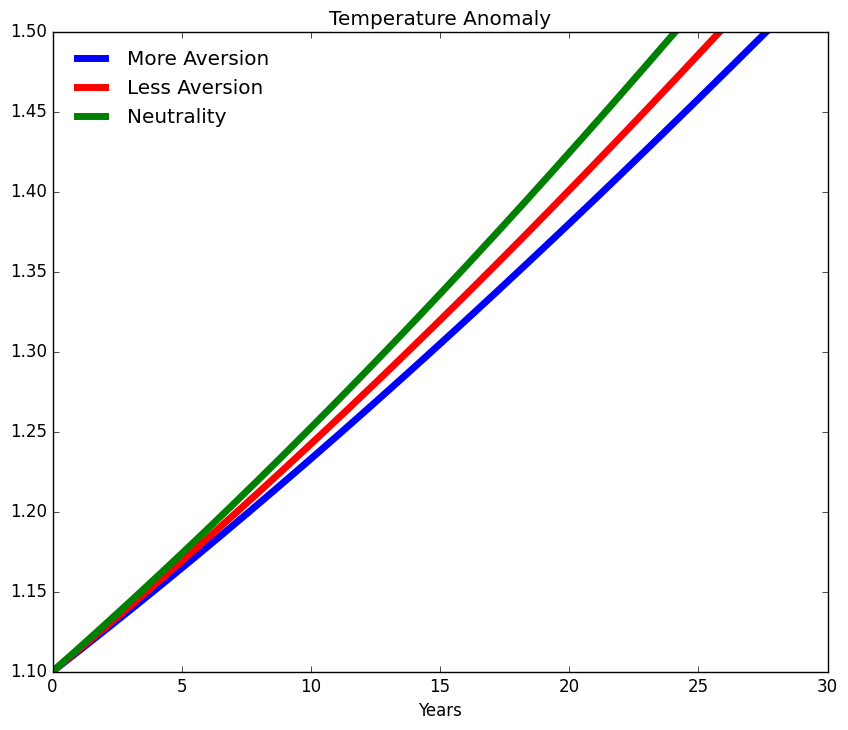 Temperature Anomaly
1.50
1.45
1.40
1.35
1.30
1.25
1.20
1.15
1.10
More Aversion
Less Aversion
Neutrality
0 5 10 15 20 25 30
Years